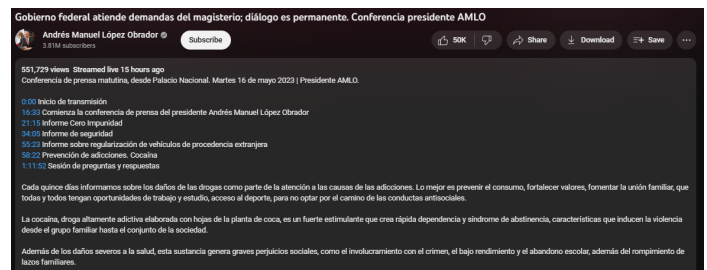 Gobierno federal atiende demandas del magisterio; diálogo es permanente. Conferencia presidente AMLO
Andrés Manuel López Obrador
3.81M subscribers
Subscribe
50K
Share
Download
Save
551,729 views Streamed live 15 hours ago
Conferencia de prensa matutina, desde Palacio Nacional. Martes 16 de mayo 2023 | Presidente AMLO.
0:00 Inicio de transmisión
16:33 Comienza la conferencia de prensa del presidente Andrés Manuel López Obrador
21:15 Informe Cero Impunidad
34:05 Informe de seguridad
55:23 Informe sobre regularización de vehículos de procedencia extranjera
58:22 Prevención de adicciones. Cocaína
1:11:52 Sesión de preguntas y respuestas
Cada quince días informamos sobre los daños de las drogas como parte de la atención a las causas de las adicciones. Lo mejor es prevenir el consumo, fortalecer valores, fomentar la unión familiar, que
todas y todos tengan oportunidades de trabajo y estudio, acceso al deporte, para no optar por el camino de las conductas antisociales.
La cocaína, droga altamente adictiva elaborada con hojas de la planta de coca, es un fuerte estimulante que crea rápida dependencia y síndrome de abstinencia, características que inducen la violencia
desde el grupo familiar hasta el conjunto de la sociedad.
Además de los daños severos a la salud, esta sustancia genera graves perjuicios sociales, como el involucramiento con el crimen, el bajo rendimiento y el abandono escolar, además del rompimiento de
lazos familiares.